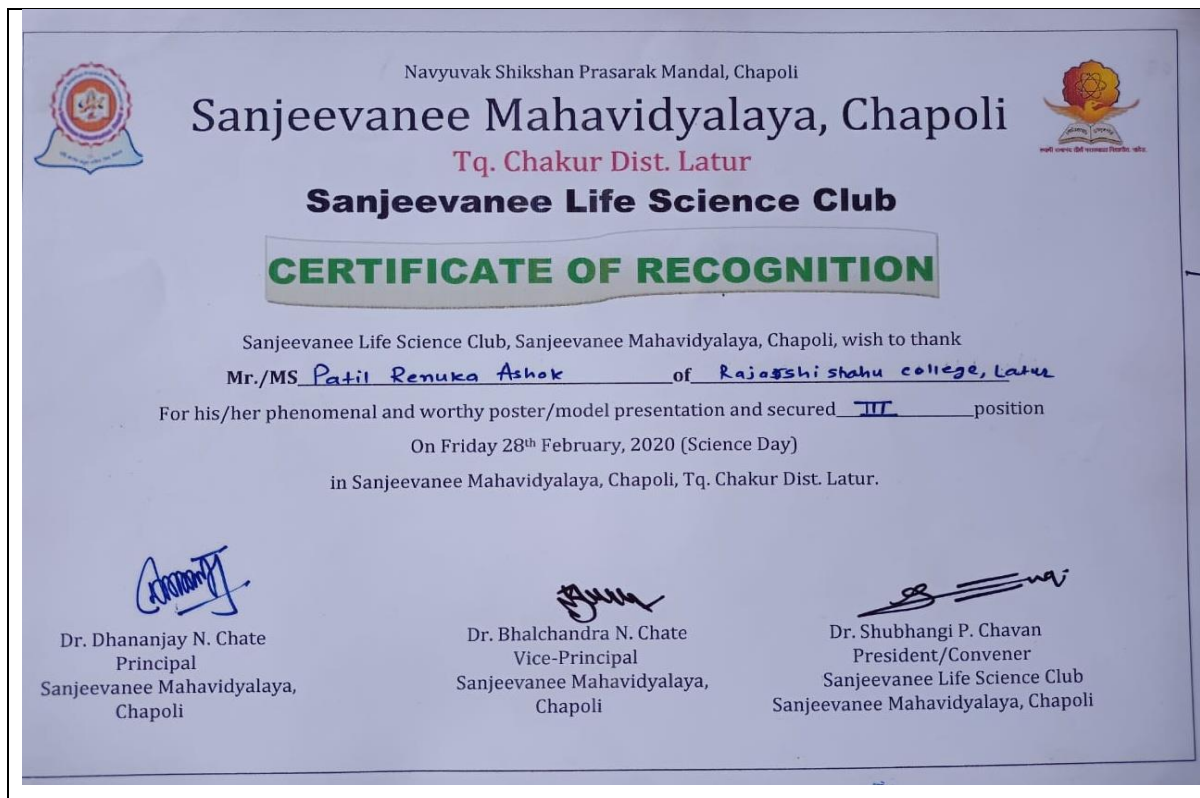 Navyuvak Shikshan Prasarak Mandal, Chapoli
Sanjeevanee Mahavidyalaya, Chapoli
Tq. Chakur Dist. Latur
Sanjeevanee Life Science Club
CERTIFICATE OF RECOGNITION
Sanjeevanee Life Science Club, Sanjeevanee Mahavidyalaya, Chapoli, wish to thank
Mr./MS Patil Renuka Ashok of Rajarshi shahu college, Latur
For his/her phenomenal and worthy poster/model presentation and secured III position
On Friday 28th February, 2020 (Science Day)
in Sanjeevanee Mahavidyalaya, Chapoli, Tq. Chakur Dist. Latur.
Dr. Dhananjay N. Chate
Principal
Sanjeevanee Mahavidyalaya,
Chapoli
Dr. Bhalchandra N. Chate
Vice-Principal
Sanjeevanee Mahavidyalaya,
Chapoli
Dr. Shubhangi P. Chavan
President/Convener
Sanjeevanee Life Science Club
Sanjeevanee Mahavidyalaya, Chapoli